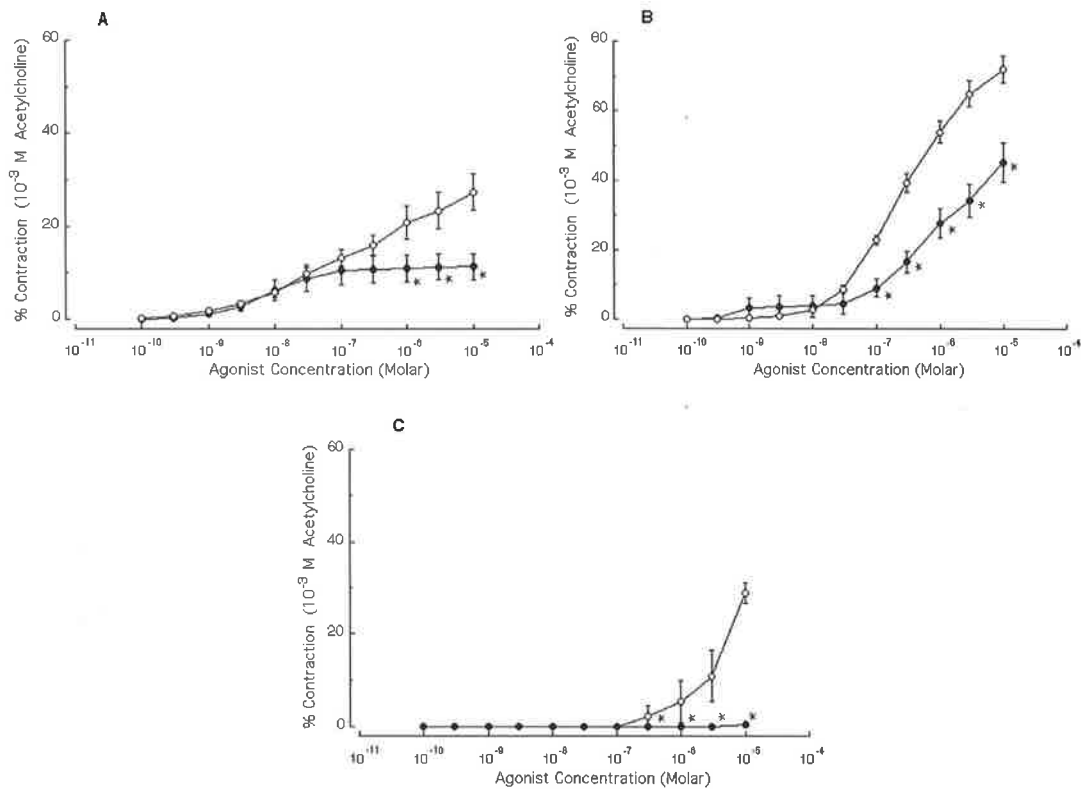 A
60
40
20
0
% Contraction (10⁻³ M Acetylcholine)
10⁻¹¹ 10⁻¹⁰ 10⁻⁹ 10⁻⁸ 10⁻⁷ 10⁻⁶ 10⁻⁵ 10⁻⁴
Agonist Concentration (Molar)
* * *
B
80
60
40
20
0
% Contraction (10⁻³ M Acetylcholine)
10⁻¹¹ 10⁻¹⁰ 10⁻⁹ 10⁻⁸ 10⁻⁷ 10⁻⁶ 10⁻⁵
Agonist Concentration (Molar)
* * * * *
C
60
40
20
0
% Contraction (10⁻³ M Acetylcholine)
10⁻¹¹ 10⁻¹⁰ 10⁻⁹ 10⁻⁸ 10⁻⁷ 10⁻⁶ 10⁻⁵ 10⁻⁴
Agonist Concentration (Molar)
* * * *